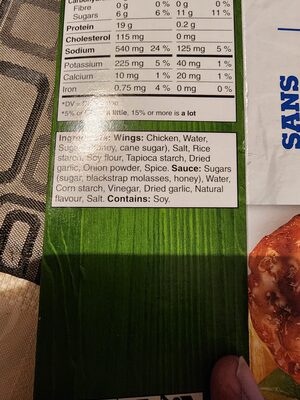 Fibre 0 g 0 % 0 g 0 %
Sugars 6 g 6 % 11 g 11 %
Protein 19 g 0.2 g
Cholesterol 115 mg 0 mg
Sodium 540 mg 24 % 125 mg 5 %
Potassium 225 mg 5 % 40 mg 1 %
Calcium 10 mg 1 % 20 mg 1 %
Iron 0.75 mg 4 % 0 mg 0 %
*DV =
*5% or a little, 15% or more is a lot
Wings: Chicken, Water,
honey, cane sugar), Salt, Rice
starch, Soy flour, Tapioca starch, Dried
garlic, Onion powder, Spice. Sauce: Sugars
(sugar, blackstrap molasses, honey), Water,
Corn starch, Vinegar, Dried garlic, Natural
flavour, Salt. Contains: Soy.
SANS